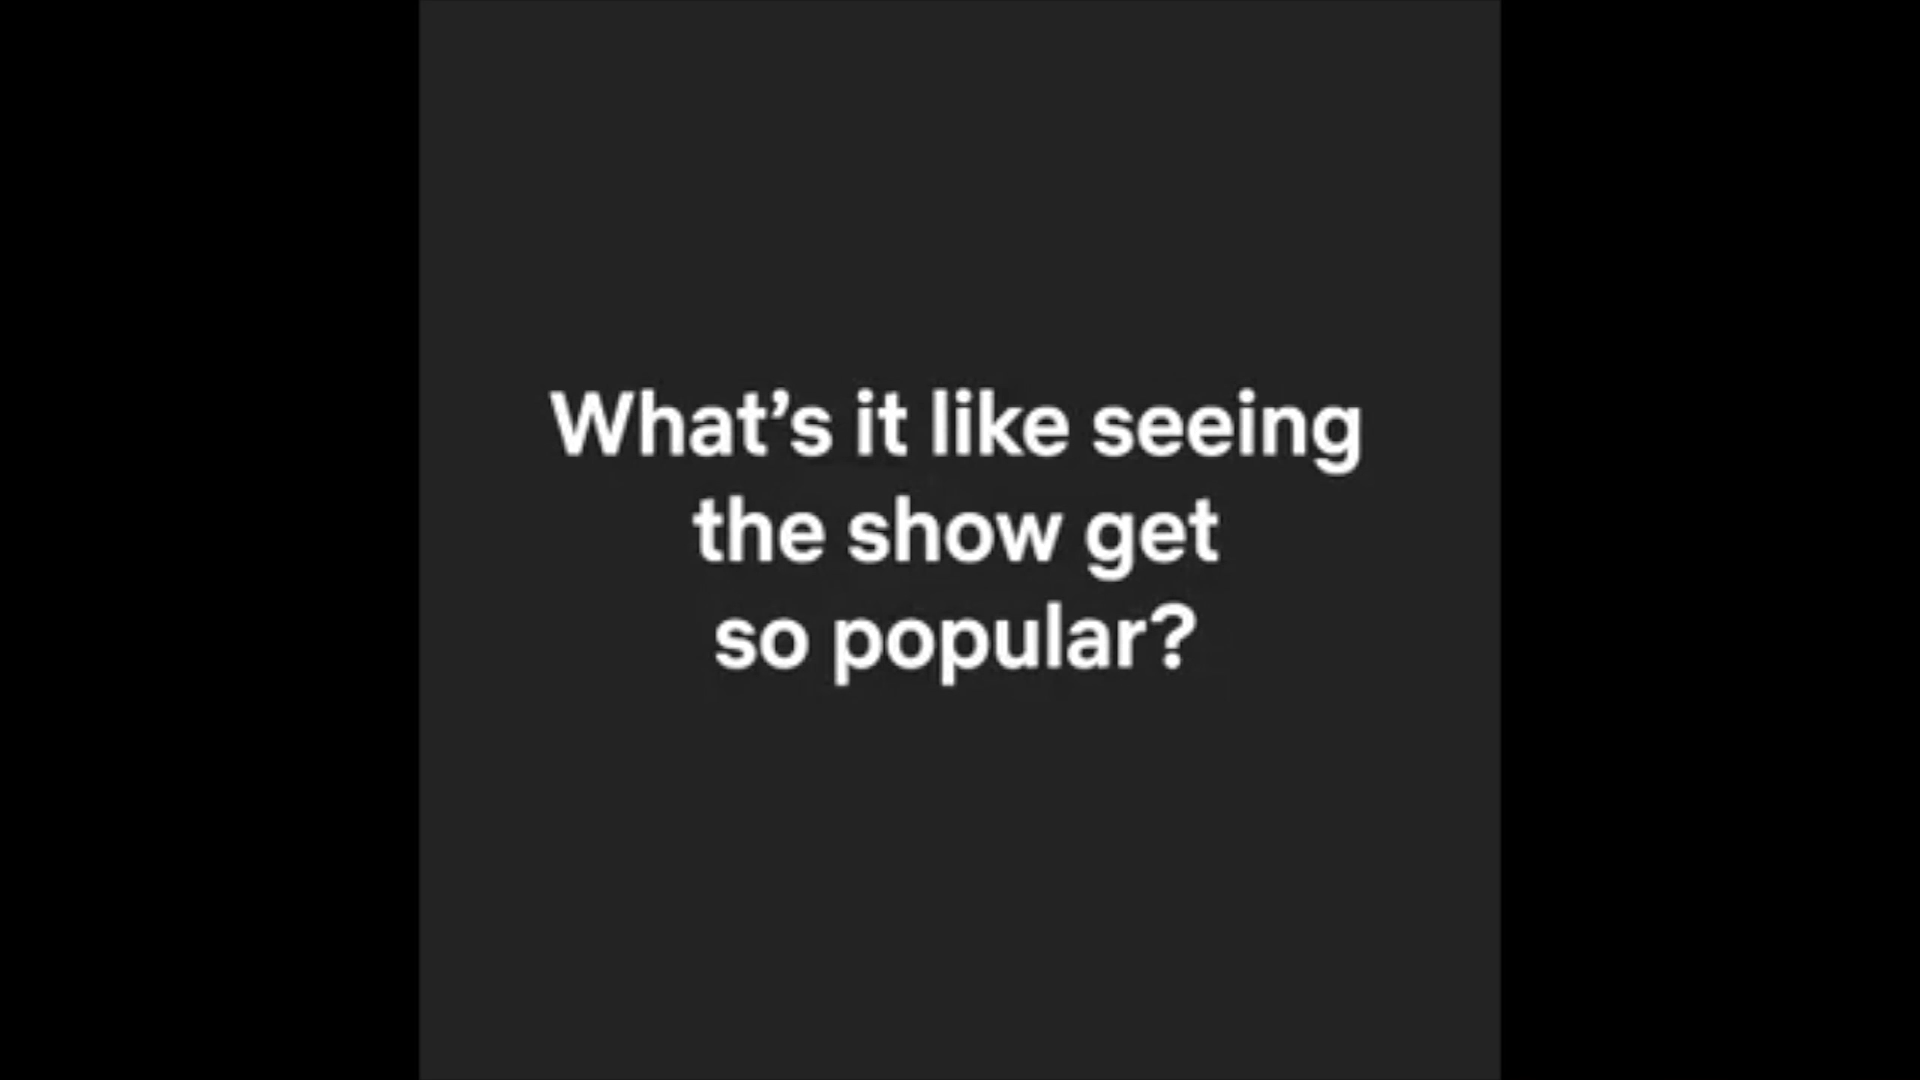 What’s it like seeing
the show get
so popular?